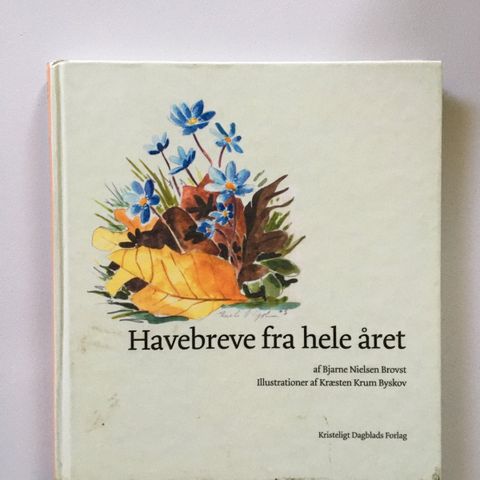 Havebreve fra hele året
af Bjarne Nielsen Brovst
Illustrationer af Kræsten Krum Byskov
Kristeligt Dagblads Forlag